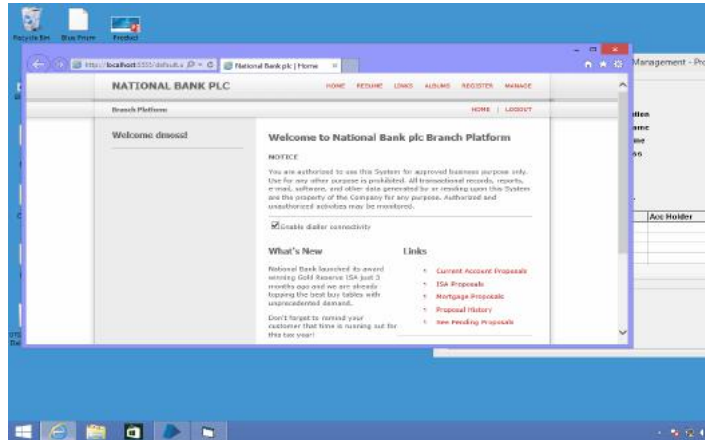 Recycle Bin Blue Prism Product
http://localhost:5555/default.a
National Bank plc | Home
Management - Pro
NATIONAL BANK PLC
HOME RESUME LINKS ALBUMS REGISTER MANAGE
Branch Platform
HOME | LOGOUT
Welcome dmoss!
Welcome to National Bank plc Branch Platform
NOTICE
You are authorized to use this System for approved business purpose only.
Use for any other purpose is prohibited. All transactional records, reports,
e-mail, software, and other data generated by or residing upon this System
are the property of the Company for any purpose. Authorized and
unauthorized activities may be monitored.
Enable dialler connectivity
What's New
Links
National Bank launched its award
winning Gold Reserve ISA just 3
months ago and we are already
topping the best buy tables with
unprecedented demand.
Don't forget to remind your
customer that time is running out for
this tax year!
Current Account Proposals
ISA Proposals
Mortgage Proposals
Proposal History
See Pending Proposals
Acc Holder